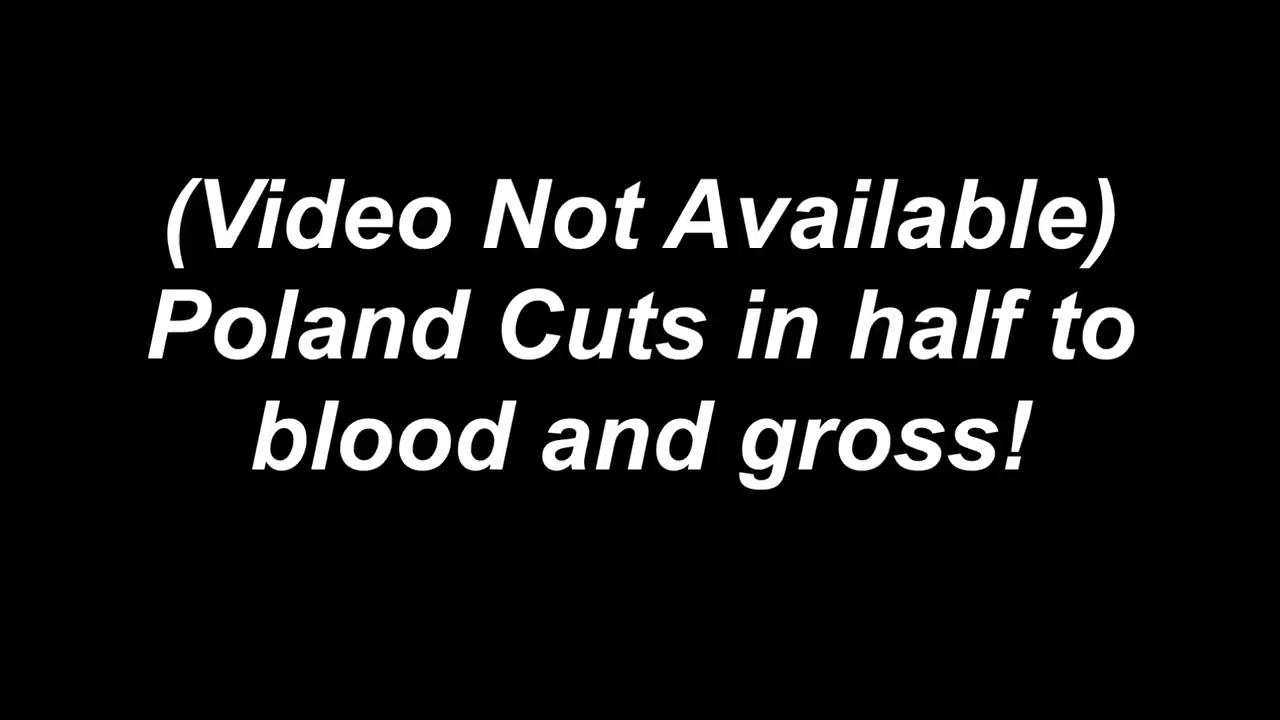 (Video Not Available)
Poland Cuts in half to
blood and gross!